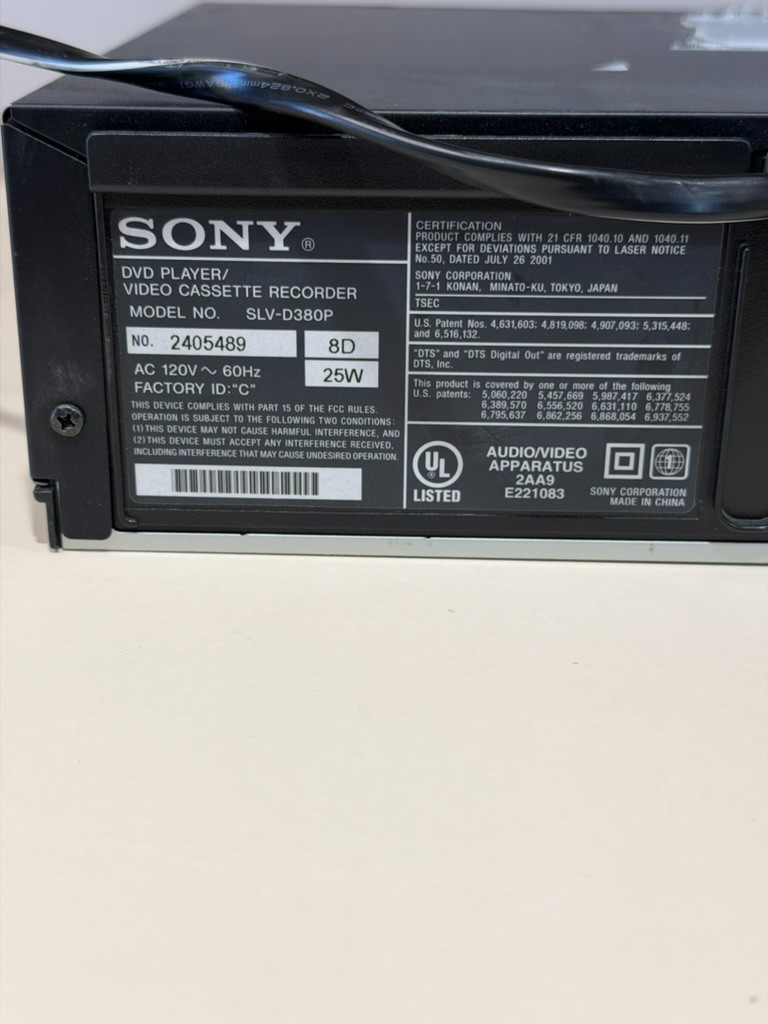 SONY®
DVD PLAYER/
VIDEO CASSETTE RECORDER
MODEL NO. SLV-D380P
NO. 2405489
8D
AC 120V ~ 60Hz
25W
FACTORY ID:"C"
THIS DEVICE COMPLIES WITH PART 15 OF THE FCC RULES.
OPERATION IS SUBJECT TO THE FOLLOWING TWO CONDITIONS:
(1) THIS DEVICE MAY NOT CAUSE HARMFUL INTERFERENCE, AND
(2) THIS DEVICE MUST ACCEPT ANY INTERFERENCE RECEIVED,
INCLUDING INTERFERENCE THAT MAY CAUSE UNDESIRED OPERATION.
CERTIFICATION
PRODUCT COMPLIES WITH 21 CFR 1040.10 AND 1040.11
EXCEPT FOR DEVIATIONS PURSUANT TO LASER NOTICE
No.50, DATED JULY 26 2001
SONY CORPORATION
1-7-1 KONAN, MINATO-KU, TOKYO, JAPAN
TSEC
U.S. Patent Nos. 4,631,603; 4,819,098; 4,907,093; 5,315,448;
and 6,516,132.
"DTS" and "DTS Digital Out" are registered trademarks of
DTS, Inc.
This product is covered by one or more of the following
U.S. patents: 5,060,220 5,457,669 5,987,417 6,377,524
6,389,570 6,556,520 6,631,110 6,778,755
6,795,637 6,862,256 6,868,054 6,937,552
UL ®
LISTED
AUDIO/VIDEO
APPARATUS
2AA9
E221083
1
SONY CORPORATION
MADE IN CHINA